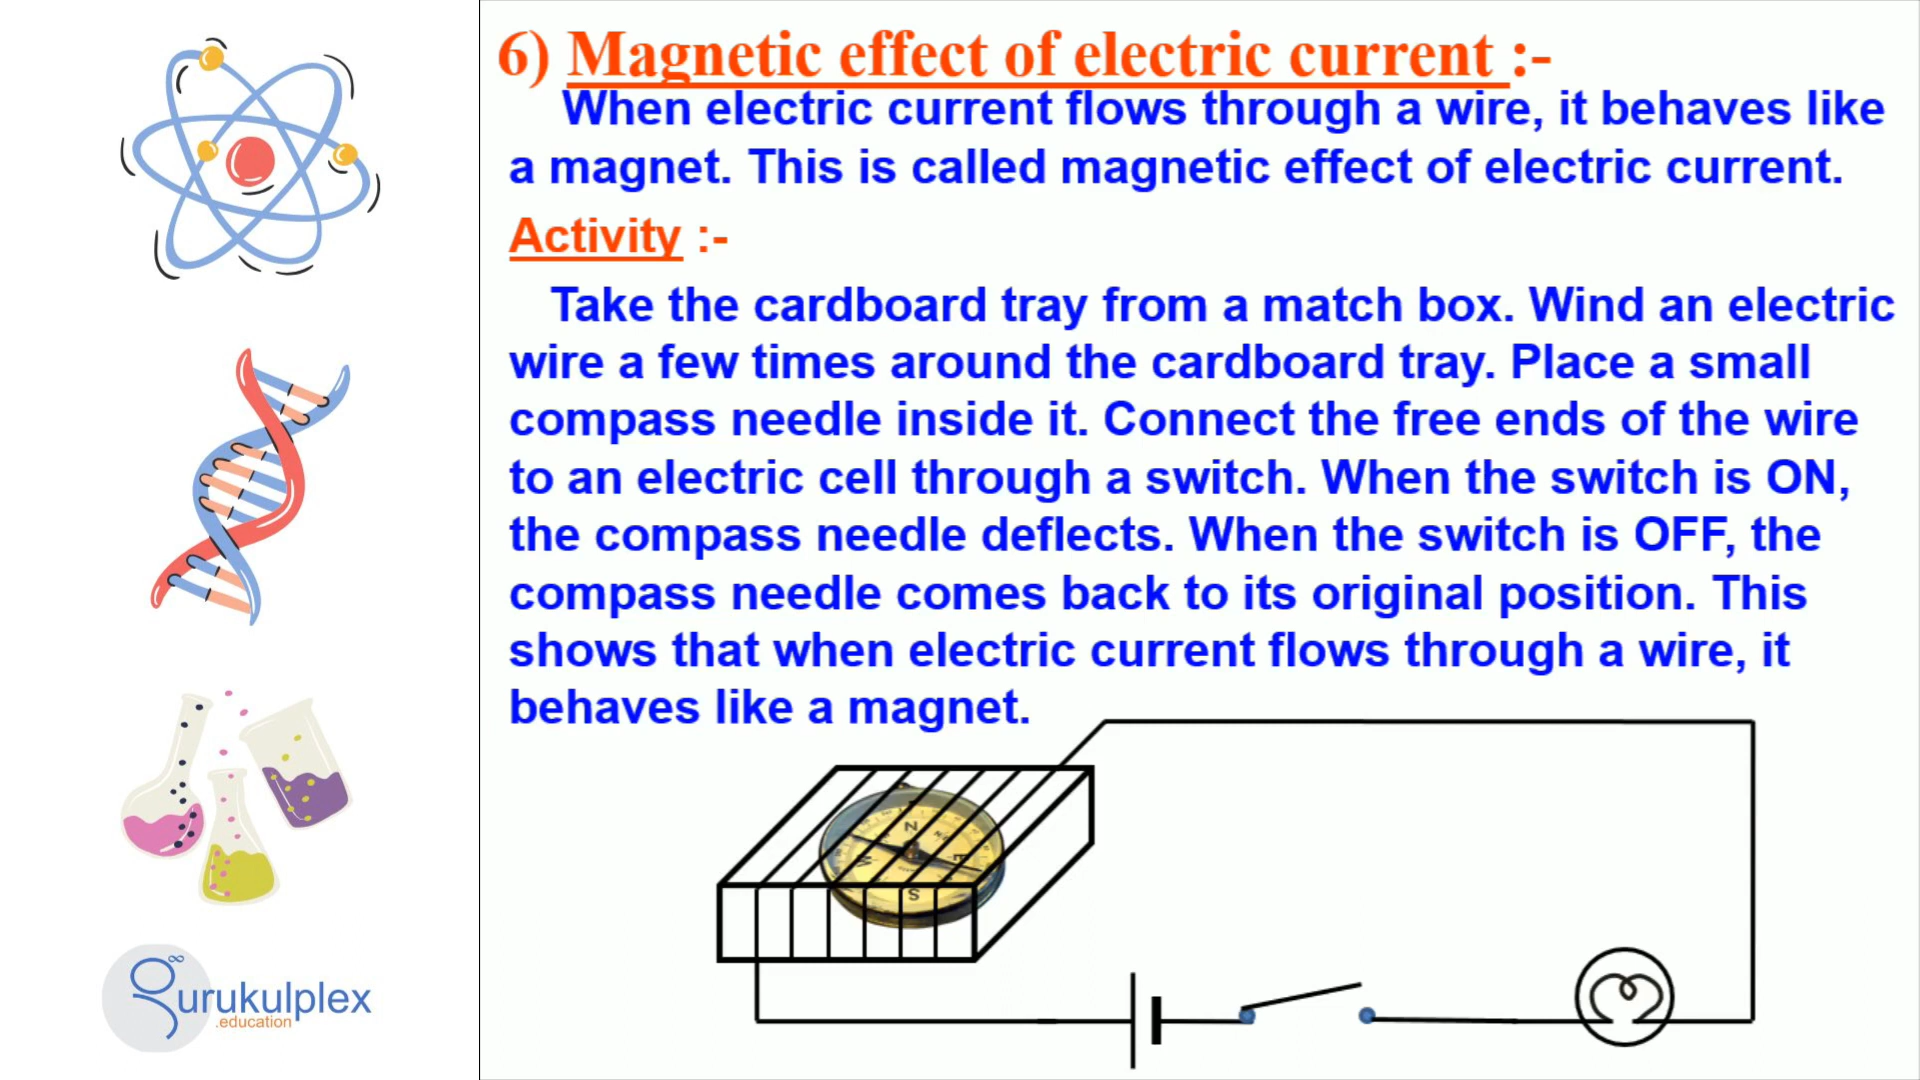 6) Magnetic effect of electric current :-
When electric current flows through a wire, it behaves like
a magnet. This is called magnetic effect of electric current.
Activity :-
Take the cardboard tray from a match box. Wind an electric
wire a few times around the cardboard tray. Place a small
compass needle inside it. Connect the free ends of the wire
to an electric cell through a switch. When the switch is ON,
the compass needle deflects. When the switch is OFF, the
compass needle comes back to its original position. This
shows that when electric current flows through a wire, it
behaves like a magnet.
N
W
E
S
gurukulplex
.education